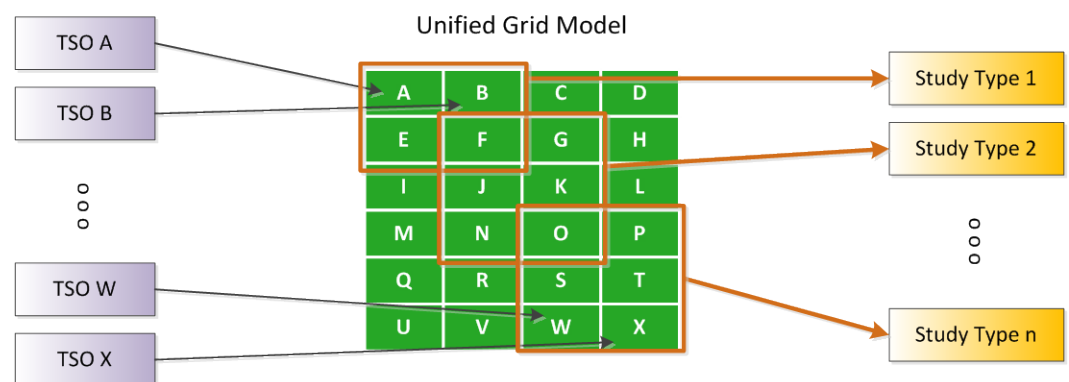 Unified Grid Model
TSO A
TSO B
TSO W
TSO X
A B C D
E F G H
I J K L
M N O P
Q R S T
U V W X
Study Type 1
Study Type 2
Study Type n